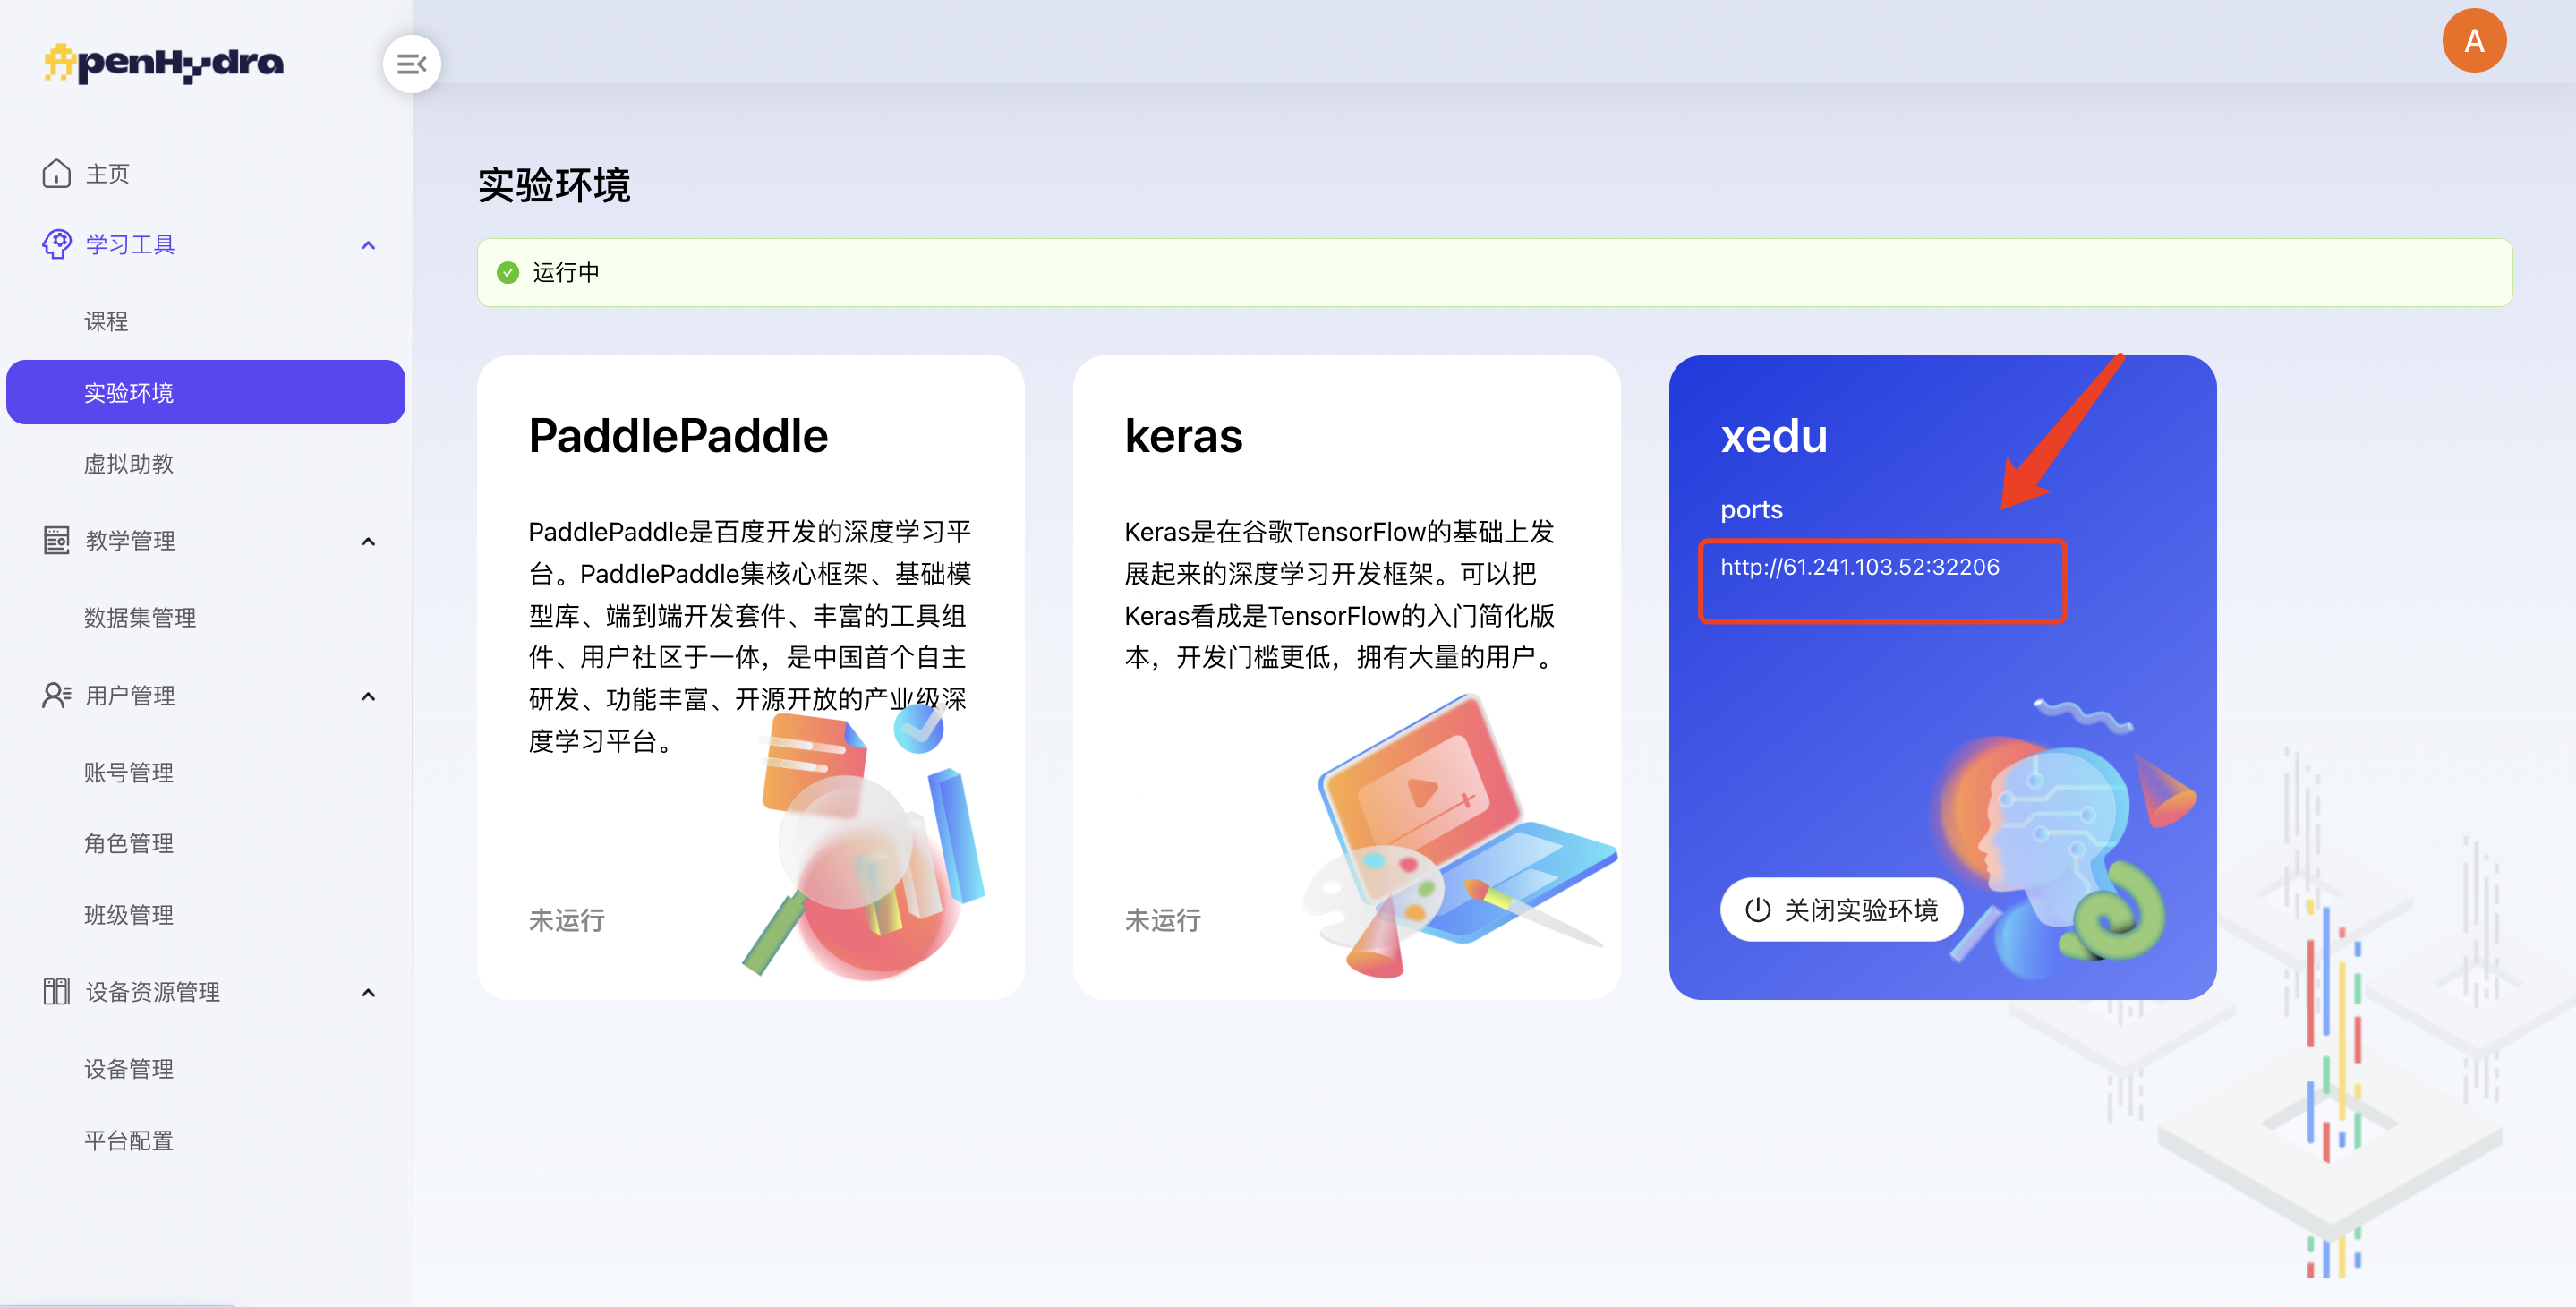 OpenHydra
A
主页
学习工具
课程
实验环境
虚拟助教
教学管理
数据集管理
用户管理
账号管理
角色管理
班级管理
设备资源管理
设备管理
平台配置
实验环境
运行中
PaddlePaddle
PaddlePaddle是百度开发的深度学习平
台。PaddlePaddle集核心框架、基础模
型库、端到端开发套件、丰富的工具组
件、用户社区于一体，是中国首个自主
研发、功能丰富、开源开放的产业级深
度学习平台。
未运行
keras
Keras是在谷歌TensorFlow的基础上发
展起来的深度学习开发框架。可以把
Keras看成是TensorFlow的入门简化版
本，开发门槛更低，拥有大量的用户。
未运行
xedu
ports
http://61.241.103.52:32206
关闭实验环境